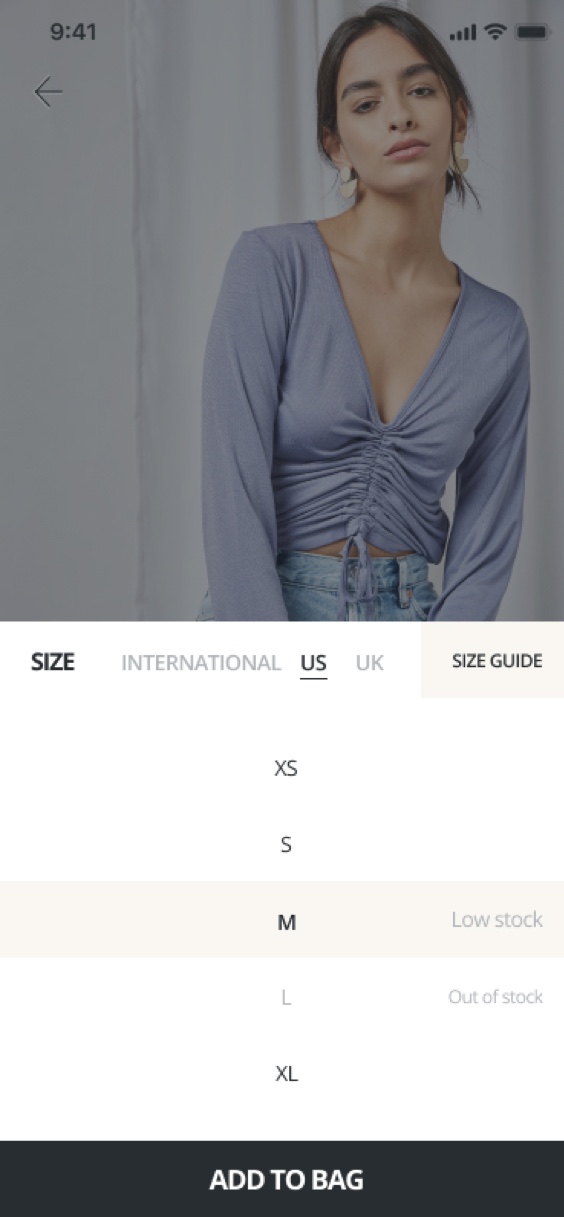 9:41
SIZE INTERNATIONAL US UK SIZE GUIDE
XS
S
M Low stock
L Out of stock
XL
ADD TO BAG